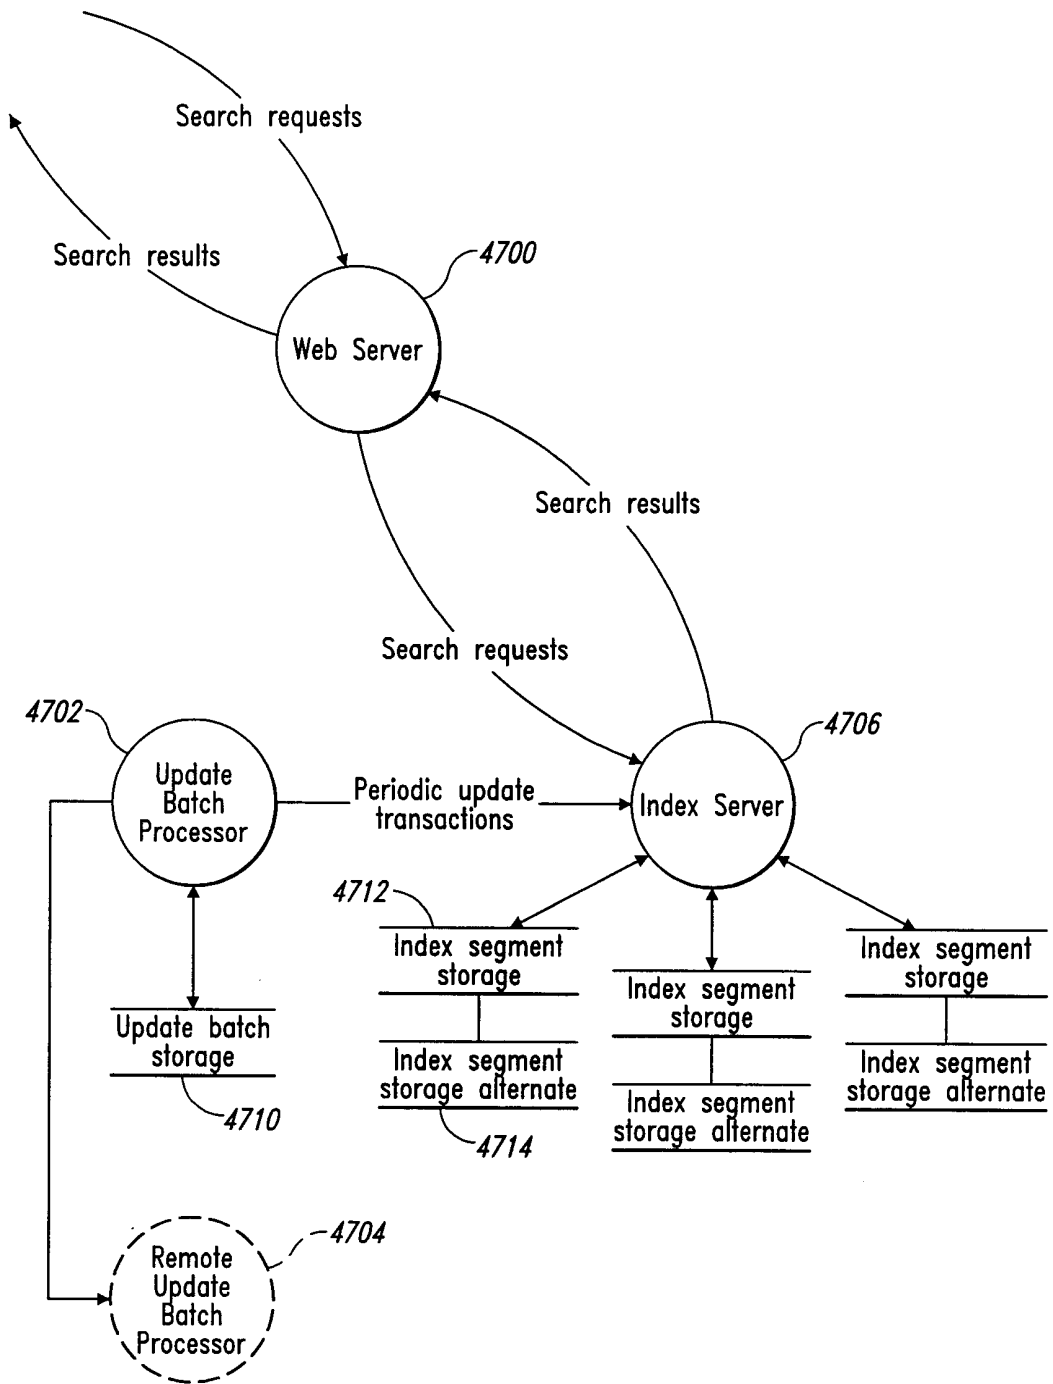 Search requests
Search results
4700
Web Server
Search results
Search requests
4702
4706
Update
Batch
Processor
Periodic update
transactions
Index Server
4712
Index segment
storage
Index segment
storage
Index segment
storage
Update batch
storage
Index segment
storage alternate
Index segment
storage alternate
Index segment
storage alternate
4710
4714
4704
Remote
Update
Batch
Processor